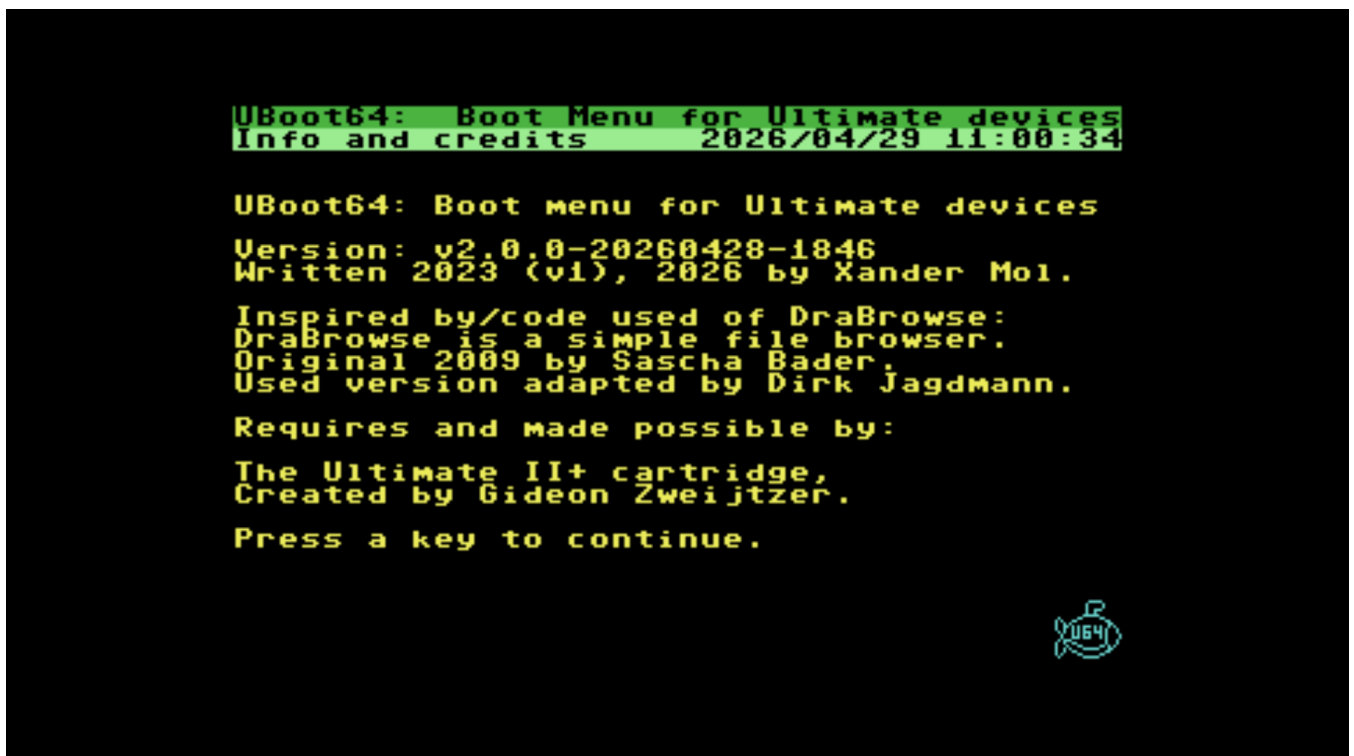 UBoot64:  Boot Menu for Ultimate devices
Info and credits     2026/04/29 11:00:34
UBoot64: Boot menu for Ultimate devices
Version: v2.0.0-20260428-1846
Written 2023 (v1), 2026 by Xander Mol.
Inspired by/code used of DraBrowse:
DraBrowse is a simple file browser.
Original 2009 by Sascha Bader.
Used version adapted by Dirk Jagdmann.
Requires and made possible by:
The Ultimate II+ cartridge,
Created by Gideon Zweijtzer.
Press a key to continue.
U64